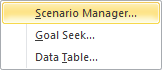 Scenario Manager...
Goal Seek...
Data Table...